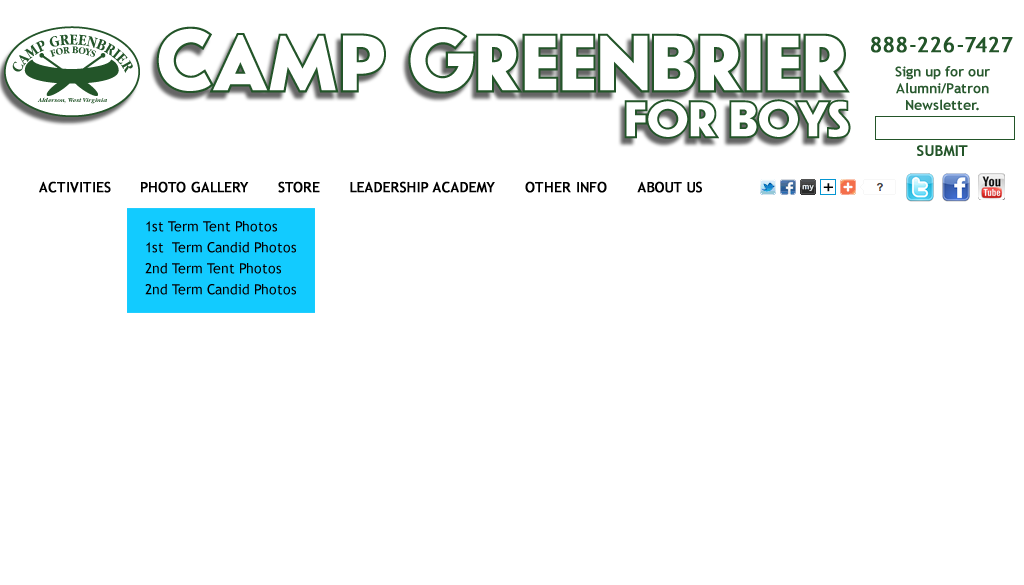 CAMP GREENBRIER
FOR BOYS
Alderson, West Virginia
CAMP GREENBRIER
FOR BOYS
888-226-7427
Sign up for our
Alumni/Patron
Newsletter.
SUBMIT
ACTIVITIES PHOTO GALLERY STORE LEADERSHIP ACADEMY OTHER INFO ABOUT US my ? You
Tube
1st Term Tent Photos
1st Term Candid Photos
2nd Term Tent Photos
2nd Term Candid Photos